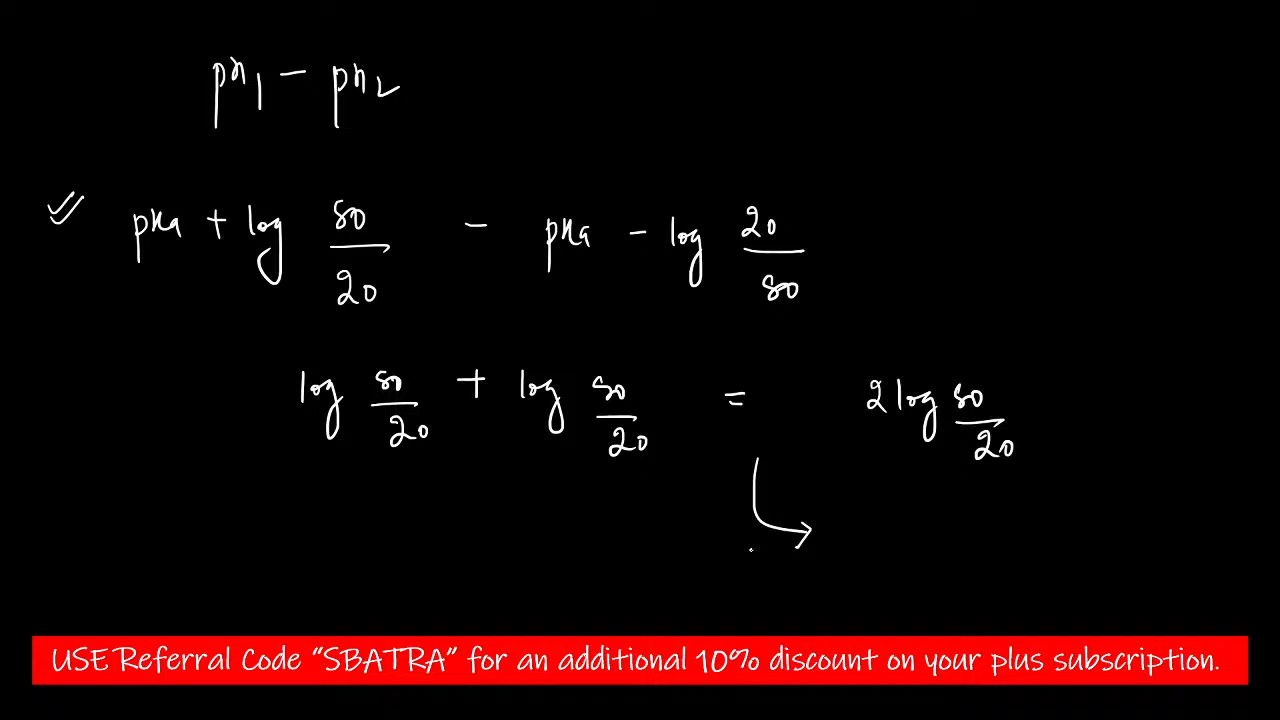 pH₁ − pH₂
pKa + log 80/20 − pKa − log 20/80
log 80/20 + log 80/20 = 2 log 80/20
USE Referral Code “SBATRA” for an additional 10% discount on your plus subscription.